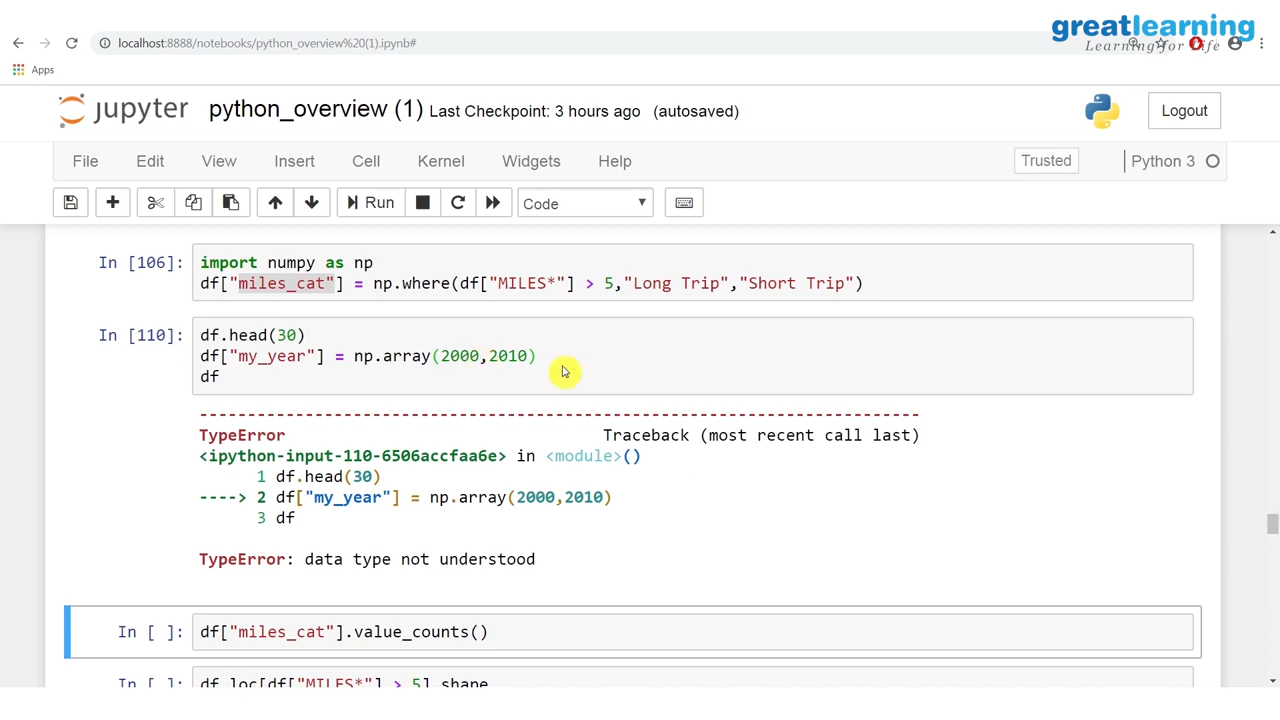 greatlearning
Learning for Life
localhost:8888/notebooks/python_overview%20(1).ipynb#
Apps
jupyter python_overview (1) Last Checkpoint: 3 hours ago (autosaved)
Logout
File Edit View Insert Cell Kernel Widgets Help Trusted Python 3
Run Code
In [106]: import numpy as np
df["miles_cat"] = np.where(df["MILES*"] > 5,"Long Trip","Short Trip")
In [110]: df.head(30)
df["my_year"] = np.array(2000,2010)
df
---------------------------------------------------------------------------
TypeError Traceback (most recent call last)
<ipython-input-110-6506accfaa6e> in <module>()
1 df.head(30)
----> 2 df["my_year"] = np.array(2000,2010)
3 df
TypeError: data type not understood
In [ ]: df["miles_cat"].value_counts()
In [ ]: df.loc[df["MILES*"] > 5].shape